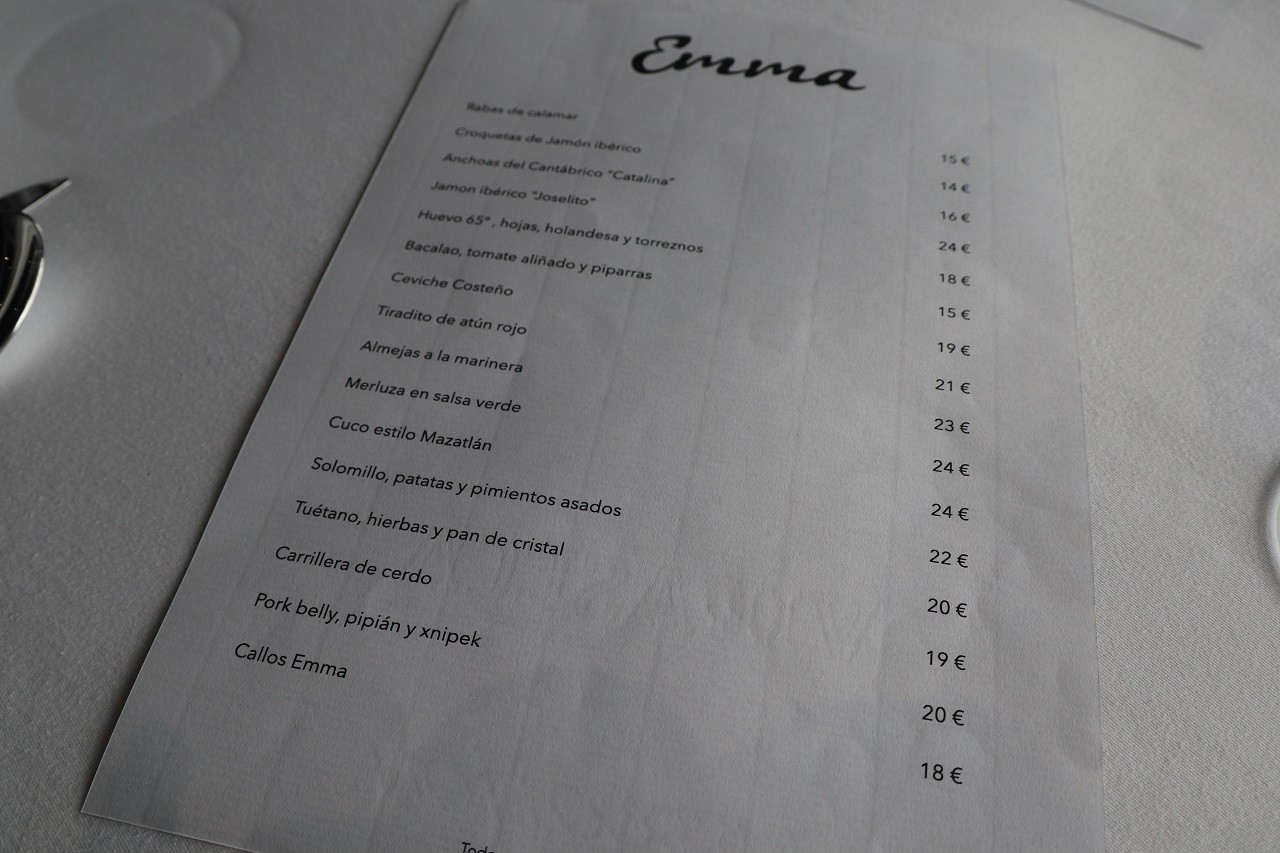 Emma
Rabas de calamar 15 €
Croquetas de Jamón ibérico 14 €
Anchoas del Cantábrico "Catalina" 16 €
Jamon ibérico "Joselito" 24 €
Huevo 65º , hojas, holandesa y torreznos 18 €
Bacalao, tomate aliñado y piparras 15 €
Ceviche Costeño 19 €
Tiradito de atún rojo 21 €
Almejas a la marinera 23 €
Merluza en salsa verde 24 €
Cuco estilo Mazatlán 24 €
Solomillo, patatas y pimientos asados 22 €
Tuétano, hierbas y pan de cristal 20 €
Carrillera de cerdo 19 €
Pork belly, pipián y xnipek 20 €
Callos Emma 18 €